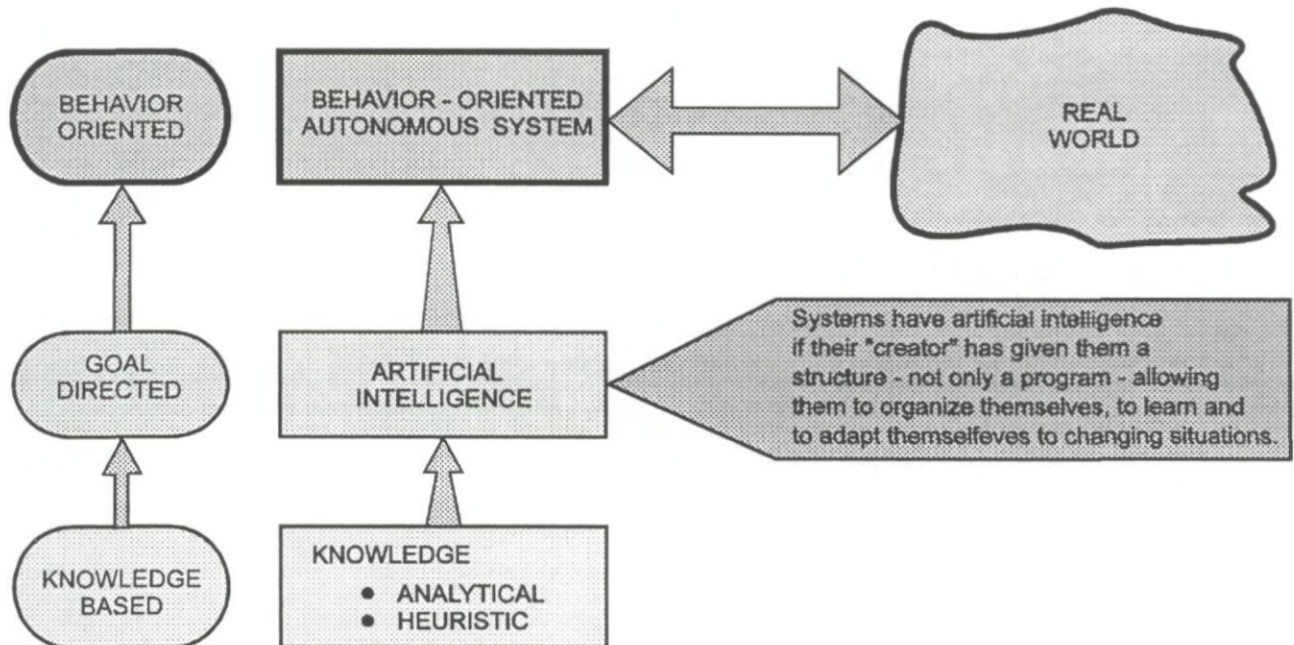 BEHAVIOR
ORIENTED
BEHAVIOR - ORIENTED
AUTONOMOUS SYSTEM
REAL
WORLD
GOAL
DIRECTED
ARTIFICIAL
INTELLIGENCE
Systems have artificial intelligence
if their "creator" has given them a
structure - not only a program - allowing
them to organize themselves, to learn and
to adapt themselfeves to changing situations.
KNOWLEDGE
BASED
KNOWLEDGE
• ANALYTICAL
• HEURISTIC